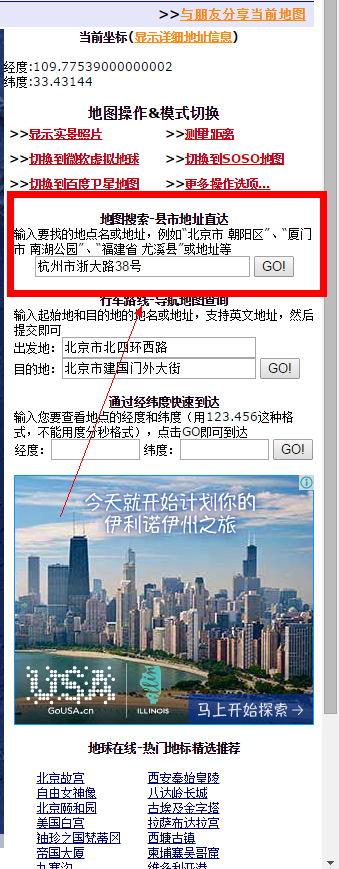 >>与朋友分享当前地图
当前坐标(显示详细地址信息)
经度:109.77539000000002
纬度:33.43144
地图操作&模式切换
>>显示实景照片 >>测量距离
>>切换到微软虚拟地球 >>切换到SOSO地图
>>切换到百度卫星地图 >>更多操作选项...
地图搜索-县市地址直达
输入要找的地点名或地址，例如“北京市 朝阳区”、“厦门
市 南湖公园”、“福建省 尤溪县”或地址等
杭州市浙大路38号 GO!
行车路线-导航地图查询
输入起始地和目的地的地名或地址，支持英文地址，然后
提交即可
出发地: 北京市北四环西路
目的地: 北京市建国门外大街 GO!
通过经纬度快速到达
输入您要查看地点的经度和纬度（用123.456这种格
式，不能用度分秒格式），点击GO即可到达
经度: 纬度: GO!
今天就开始计划你的
伊利诺伊州之旅
USA
GoUSA.cn
ILLINOIS
马上开始探索
地球在线-热门地标精选推荐
北京故宫 西安秦始皇陵
自由女神像 八达岭长城
北京颐和园 古埃及金字塔
美国白宫 拉萨布达拉宫
袖珍之国梵蒂冈 西塘古镇
帝国大厦 柬埔寨吴哥窟
九寨沟 维多利亚港